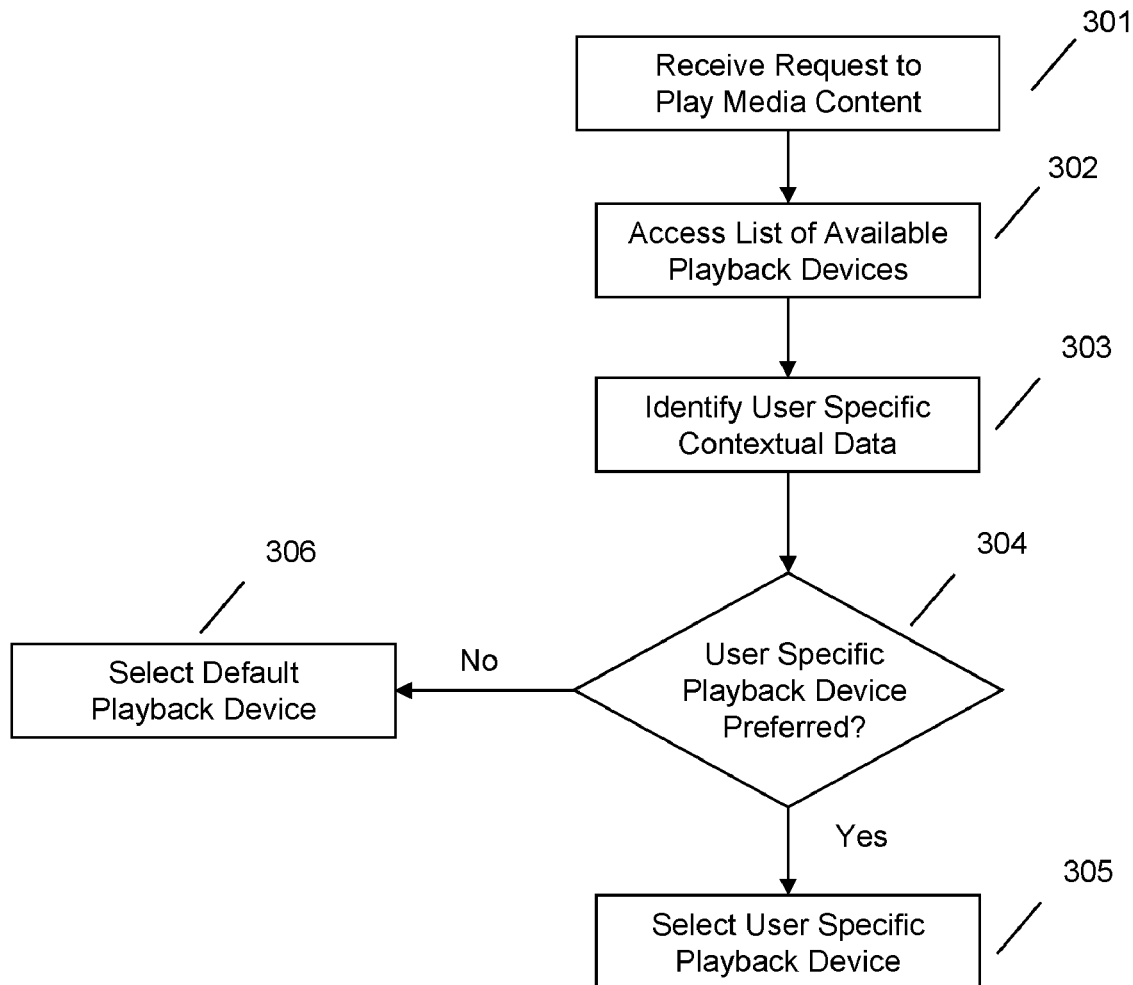 301
Receive Request to
Play Media Content
302
Access List of Available
Playback Devices
303
Identify User Specific
Contextual Data
304
User Specific
Playback Device
Preferred?
306
No
Select Default
Playback Device
Yes
305
Select User Specific
Playback Device